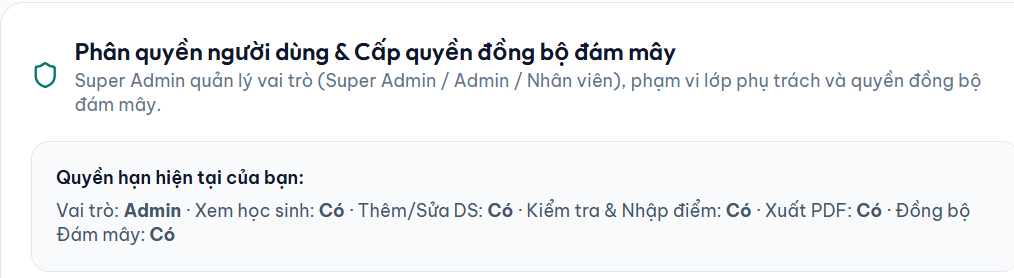 Phân quyền người dùng & Cấp quyền đồng bộ đám mây
Super Admin quản lý vai trò (Super Admin / Admin / Nhân viên), phạm vi lớp phụ trách và quyền đồng bộ
đám mây.
Quyền hạn hiện tại của bạn:
Vai trò: Admin · Xem học sinh: Có · Thêm/Sửa DS: Có · Kiểm tra & Nhập điểm: Có · Xuất PDF: Có · Đồng bộ
Đám mây: Có